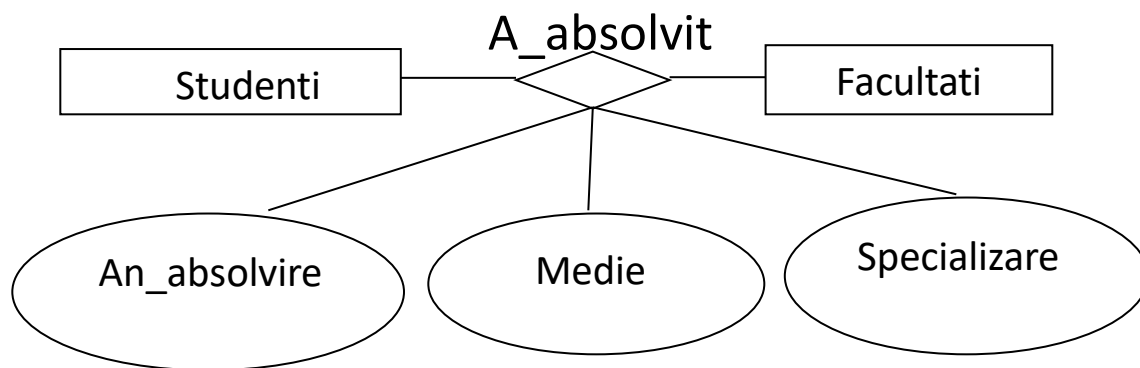 A_absolvit
Studenti
Facultati
An_absolvire
Medie
Specializare